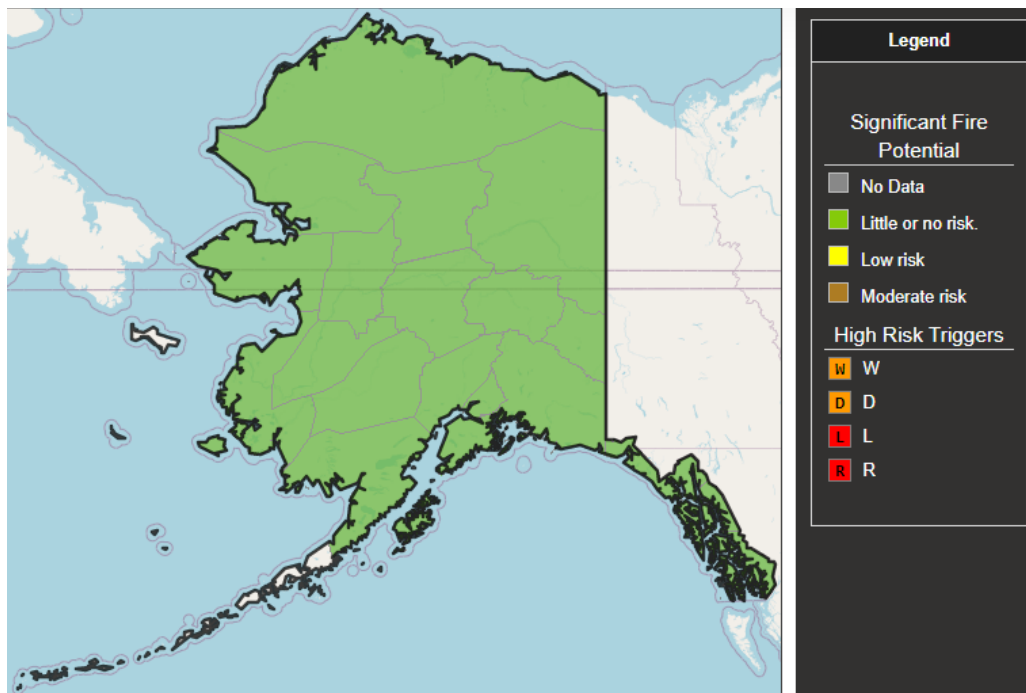 Legend
Significant Fire
Potential
No Data
Little or no risk.
Low risk
Moderate risk
High Risk Triggers
W W
D D
L L
R R